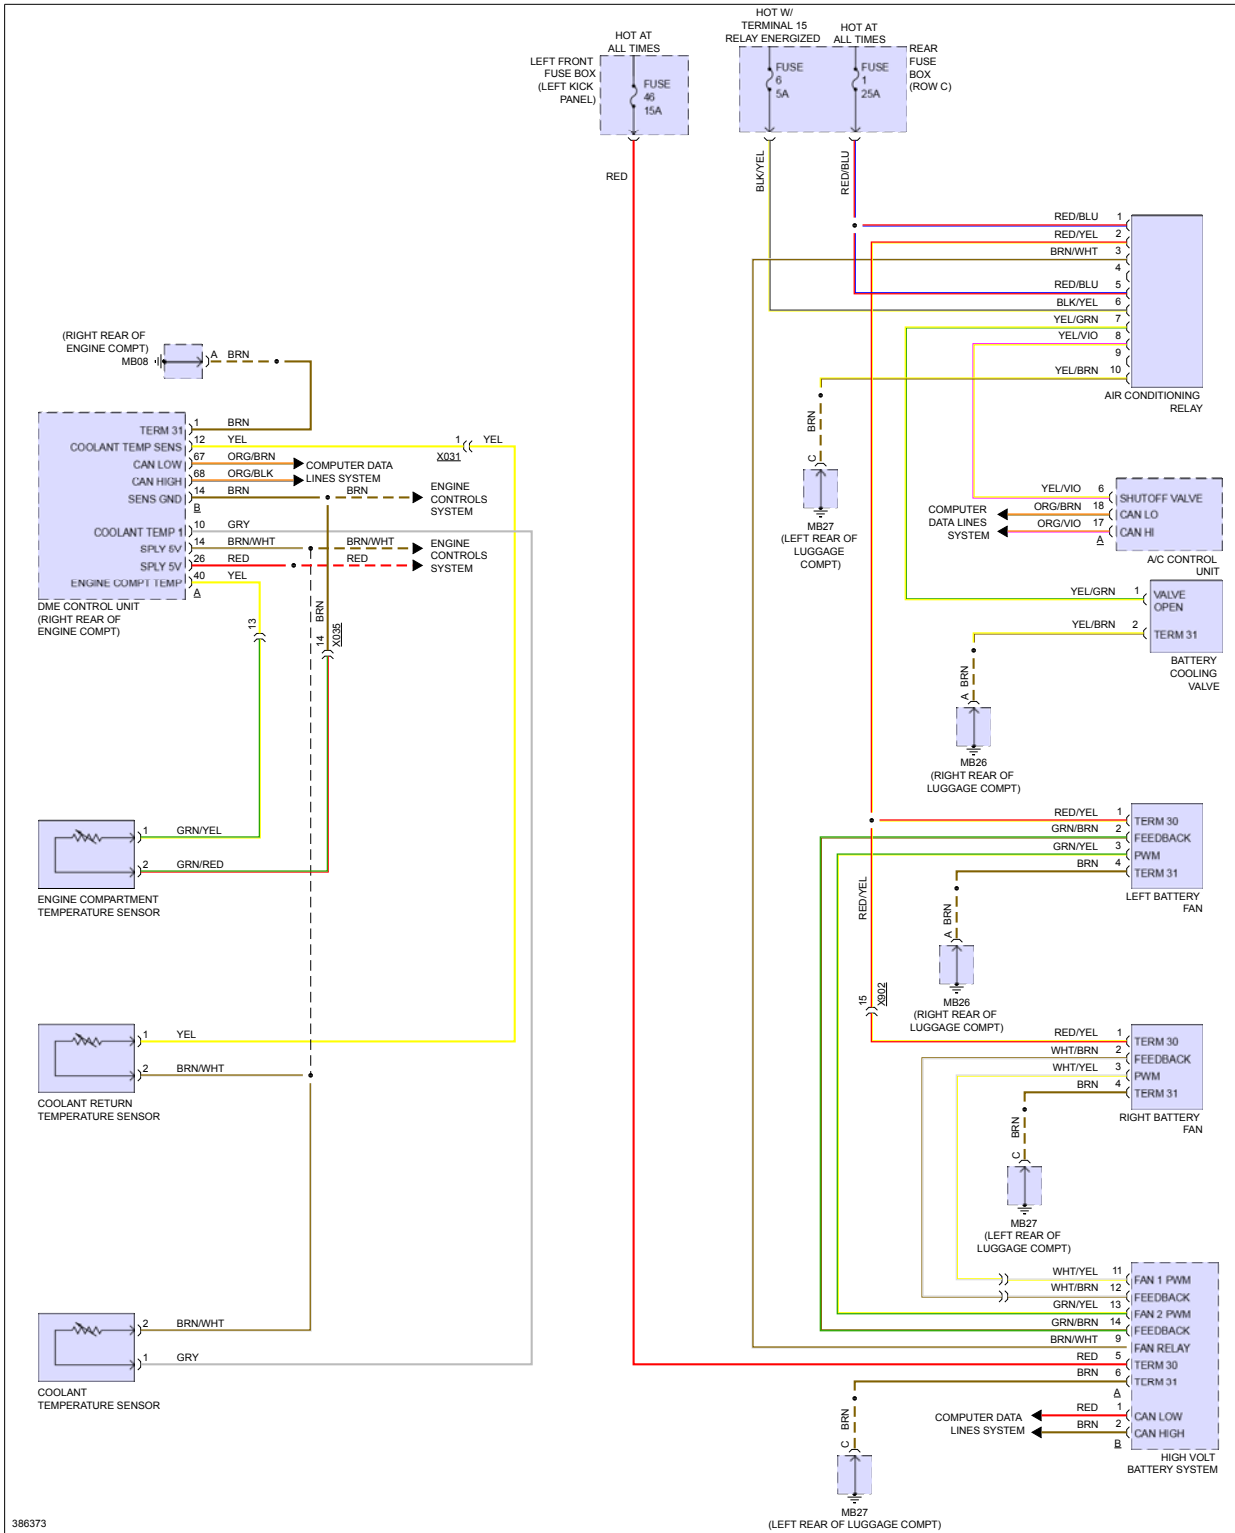 HOT W/
TERMINAL 15
RELAY ENERGIZED
HOT AT
ALL TIMES
HOT AT
ALL TIMES
LEFT FRONT
FUSE BOX
(LEFT KICK
PANEL)
FUSE
46
15A
FUSE
6
5A
FUSE
1
25A
REAR
FUSE
BOX
(ROW C)
RED
BLK/YEL
RED/BLU
RED/BLU 1
RED/YEL 2
BRN/WHT 3
4
RED/BLU 5
BLK/YEL 6
YEL/GRN 7
YEL/VIO 8
9
YEL/BRN 10
AIR CONDITIONING
RELAY
BRN
C
MB27
(LEFT REAR OF
LUGGAGE
COMPT)
(RIGHT REAR OF
ENGINE COMPT)
MB08
A BRN
TERM 31 1 BRN
COOLANT TEMP SENS 12 YEL
1 YEL
X031
CAN LOW 67 ORG/BRN
CAN HIGH 68 ORG/BLK
COMPUTER DATA
LINES SYSTEM
SENS GND 14 BRN
BRN
B
ENGINE
CONTROLS
SYSTEM
COOLANT TEMP 1 10 GRY
SPLY 5V 14 BRN/WHT
BRN/WHT
SPLY 5V 26 RED
RED
ENGINE
CONTROLS
SYSTEM
ENGINE COMPT TEMP 40 YEL
A
DME CONTROL UNIT
(RIGHT REAR OF
ENGINE COMPT)
13
BRN
14
X035
YEL/VIO 6 SHUTOFF VALVE
ORG/BRN 18 CAN LO
ORG/VIO 17 CAN HI
A
COMPUTER
DATA LINES
SYSTEM
A/C CONTROL
UNIT
YEL/GRN 1 VALVE
OPEN
YEL/BRN 2 TERM 31
BATTERY
COOLING
VALVE
BRN
A
MB26
(RIGHT REAR OF
LUGGAGE COMPT)
1 GRN/YEL
2 GRN/RED
ENGINE COMPARTMENT
TEMPERATURE SENSOR
RED/YEL 1 TERM 30
GRN/BRN 2 FEEDBACK
GRN/YEL 3 PWM
BRN 4 TERM 31
LEFT BATTERY
FAN
RED/YEL
BRN
A
MB26
(RIGHT REAR OF
LUGGAGE COMPT)
15
X902
1 YEL
2 BRN/WHT
COOLANT RETURN
TEMPERATURE SENSOR
RED/YEL 1 TERM 30
WHT/BRN 2 FEEDBACK
WHT/YEL 3 PWM
BRN 4 TERM 31
RIGHT BATTERY
FAN
BRN
C
MB27
(LEFT REAR OF
LUGGAGE COMPT)
WHT/YEL 11 FAN 1 PWM
WHT/BRN 12 FEEDBACK
GRN/YEL 13 FAN 2 PWM
GRN/BRN 14 FEEDBACK
BRN/WHT 9 FAN RELAY
RED 5 TERM 30
BRN 6 TERM 31
A
RED 1 CAN LOW
BRN 2 CAN HIGH
B
COMPUTER DATA
LINES SYSTEM
HIGH VOLT
BATTERY SYSTEM
2 BRN/WHT
1 GRY
COOLANT
TEMPERATURE SENSOR
BRN
C
MB27
(LEFT REAR OF LUGGAGE COMPT)
386373